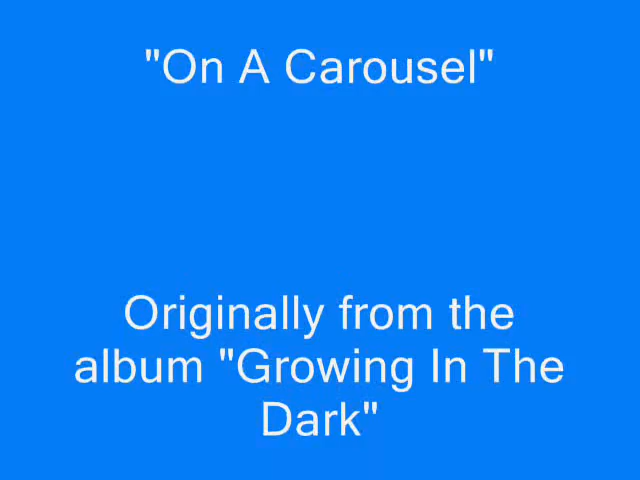 "On A Carousel"
Originally from the
album "Growing In The
Dark"